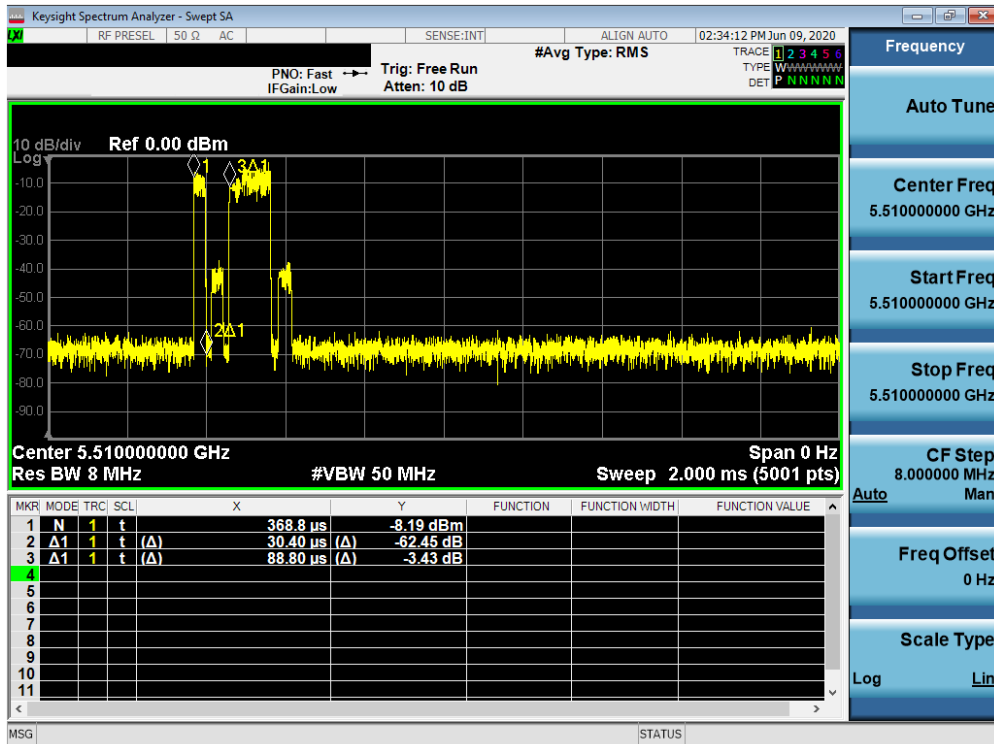 Keysight Spectrum Analyzer - Swept SA
LXI RF PRESEL 50 Ω AC SENSE:INT ALIGN AUTO 02:34:12 PM Jun 09, 2020
#Avg Type: RMS
TRACE 1 2 3 4 5 6
PNO: Fast Trig: Free Run TYPE WWWWWW
IFGain:Low Atten: 10 dB DET P N N N N N
Frequency
Auto Tune
Center Freq
5.510000000 GHz
Start Freq
5.510000000 GHz
Stop Freq
5.510000000 GHz
CF Step
8.000000 MHz
Auto Man
Freq Offset
0 Hz
Scale Type
Log Lin
10 dB/div Ref 0.00 dBm
Log
1 3Δ1
-10.0
-20.0
-30.0
-40.0
-50.0
-60.0
2Δ1
-70.0
-80.0
-90.0
Center 5.510000000 GHz Span 0 Hz
Res BW 8 MHz #VBW 50 MHz Sweep 2.000 ms (5001 pts)
MKR MODE TRC SCL X Y FUNCTION FUNCTION WIDTH FUNCTION VALUE
1 N 1 t 368.8 µs -8.19 dBm
2 Δ1 1 t (Δ) 30.40 µs (Δ) -62.45 dB
3 Δ1 1 t (Δ) 88.80 µs (Δ) -3.43 dB
4
5
6
7
8
9
10
11
MSG STATUS